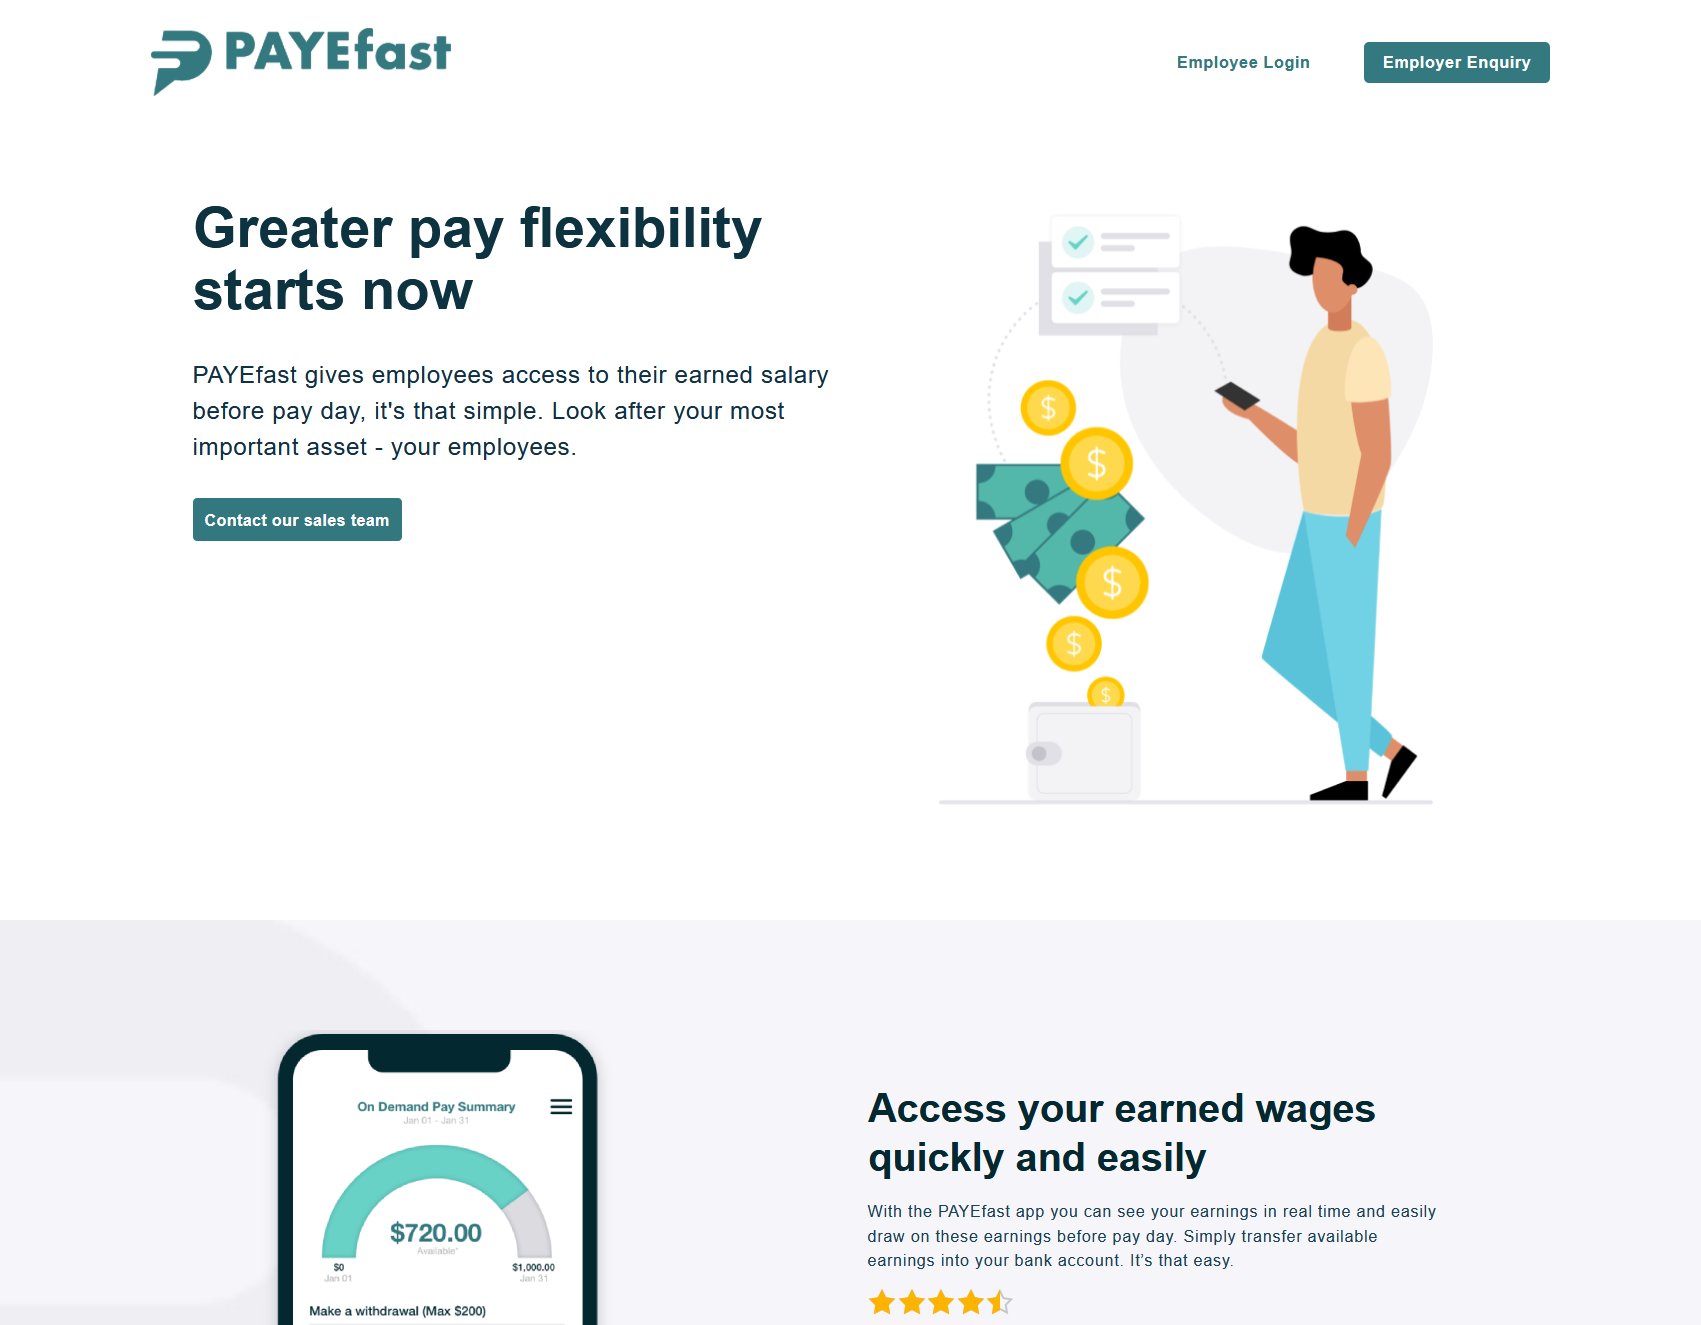 PAYEfast
Employee Login
Employer Enquiry
Greater pay flexibility
starts now
PAYEfast gives employees access to their earned salary
before pay day, it's that simple. Look after your most
important asset - your employees.
Contact our sales team
$
$
$
$
$
On Demand Pay Summary
Jan 01 - Jan 31
$720.00
Available*
$0
$1,000.00
Jan 01
Jan 31
Make a withdrawal (Max $200)
Access your earned wages
quickly and easily
With the PAYEfast app you can see your earnings in real time and easily
draw on these earnings before pay day. Simply transfer available
earnings into your bank account. It’s that easy.